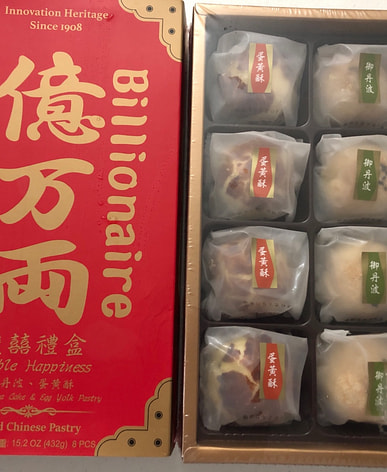 Innovation Heritage
Since 1908
億万両
Billionaire
囍禮盒
ble Happiness
丹波、蛋黃酥
Cake & Egg Yolk Pastry
d Chinese Pastry
15.2 OZ (432g) 8 PCS
蛋黃酥
御丹波
蛋黃酥
御丹波
蛋黃酥
御丹波
蛋黃酥
御丹波